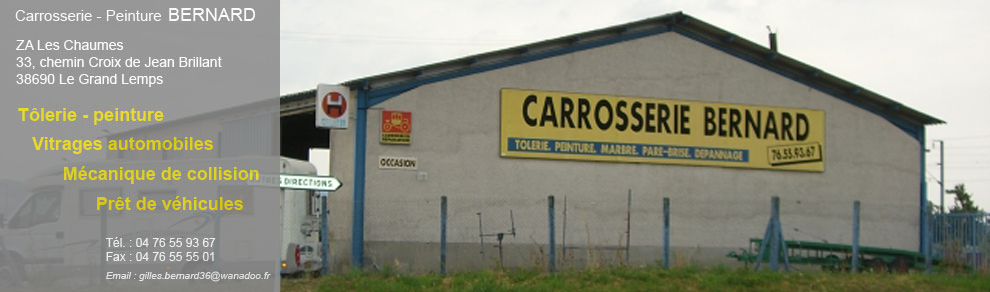 Carrosserie - Peinture BERNARD
ZA Les Chaumes
33, chemin Croix de Jean Brillant
38690 Le Grand Lemps
Tôlerie - peinture
Vitrages automobiles
Mécanique de collision
Prêt de véhicules
Tél. : 04 76 55 93 67
Fax : 04 76 55 55 01
Email : gilles.bernard36@wanadoo.fr
CARROSSERIE BERNARD
TOLERIE. PEINTURE. MARBRE. PARE-BRISE. DEPANNAGE
76.55.93.67
OCCASION
DIRECTIONS